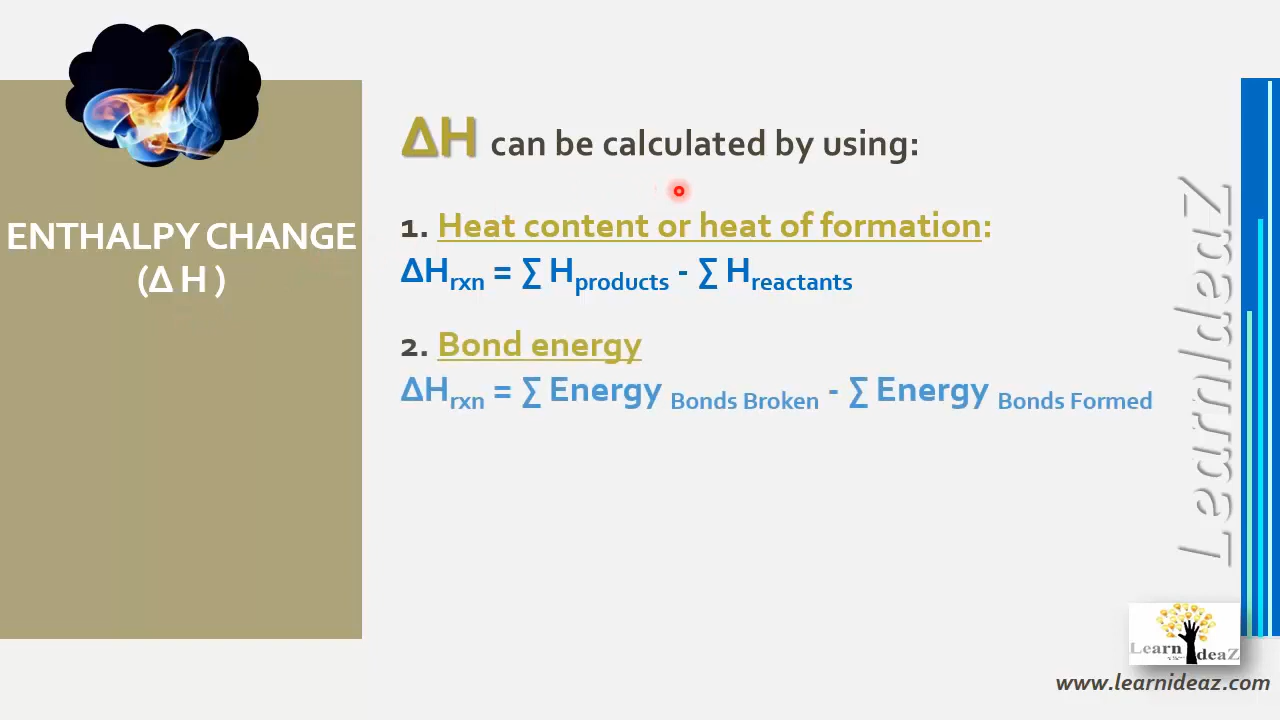 ENTHALPY CHANGE
(Δ H )
ΔH can be calculated by using:
1. Heat content or heat of formation:
ΔHrxn = ∑ Hproducts - ∑ Hreactants
2. Bond energy
ΔHrxn = ∑ Energy Bonds Broken - ∑ Energy Bonds Formed
LearnIdeaZ
Learn IdeaZ
www.learnideaz.com